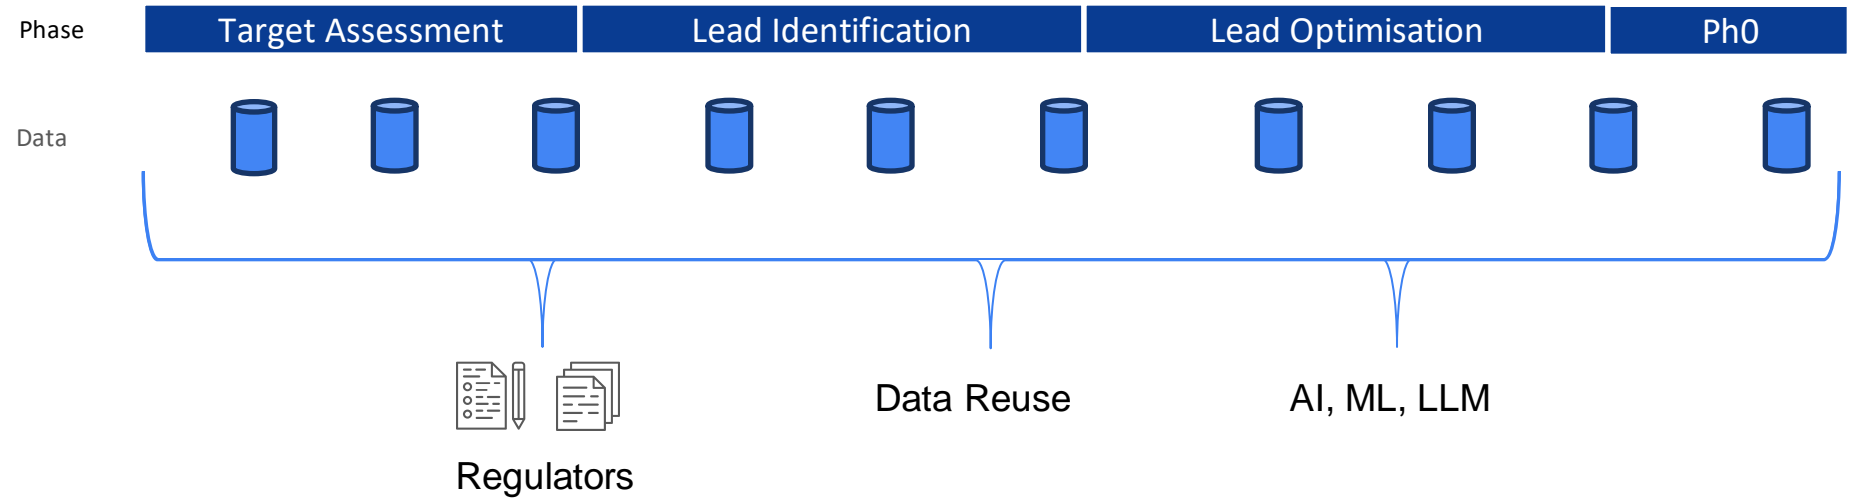 Phase
Target Assessment
Lead Identification
Lead Optimisation
Ph0
Data
Data Reuse
AI, ML, LLM
Regulators